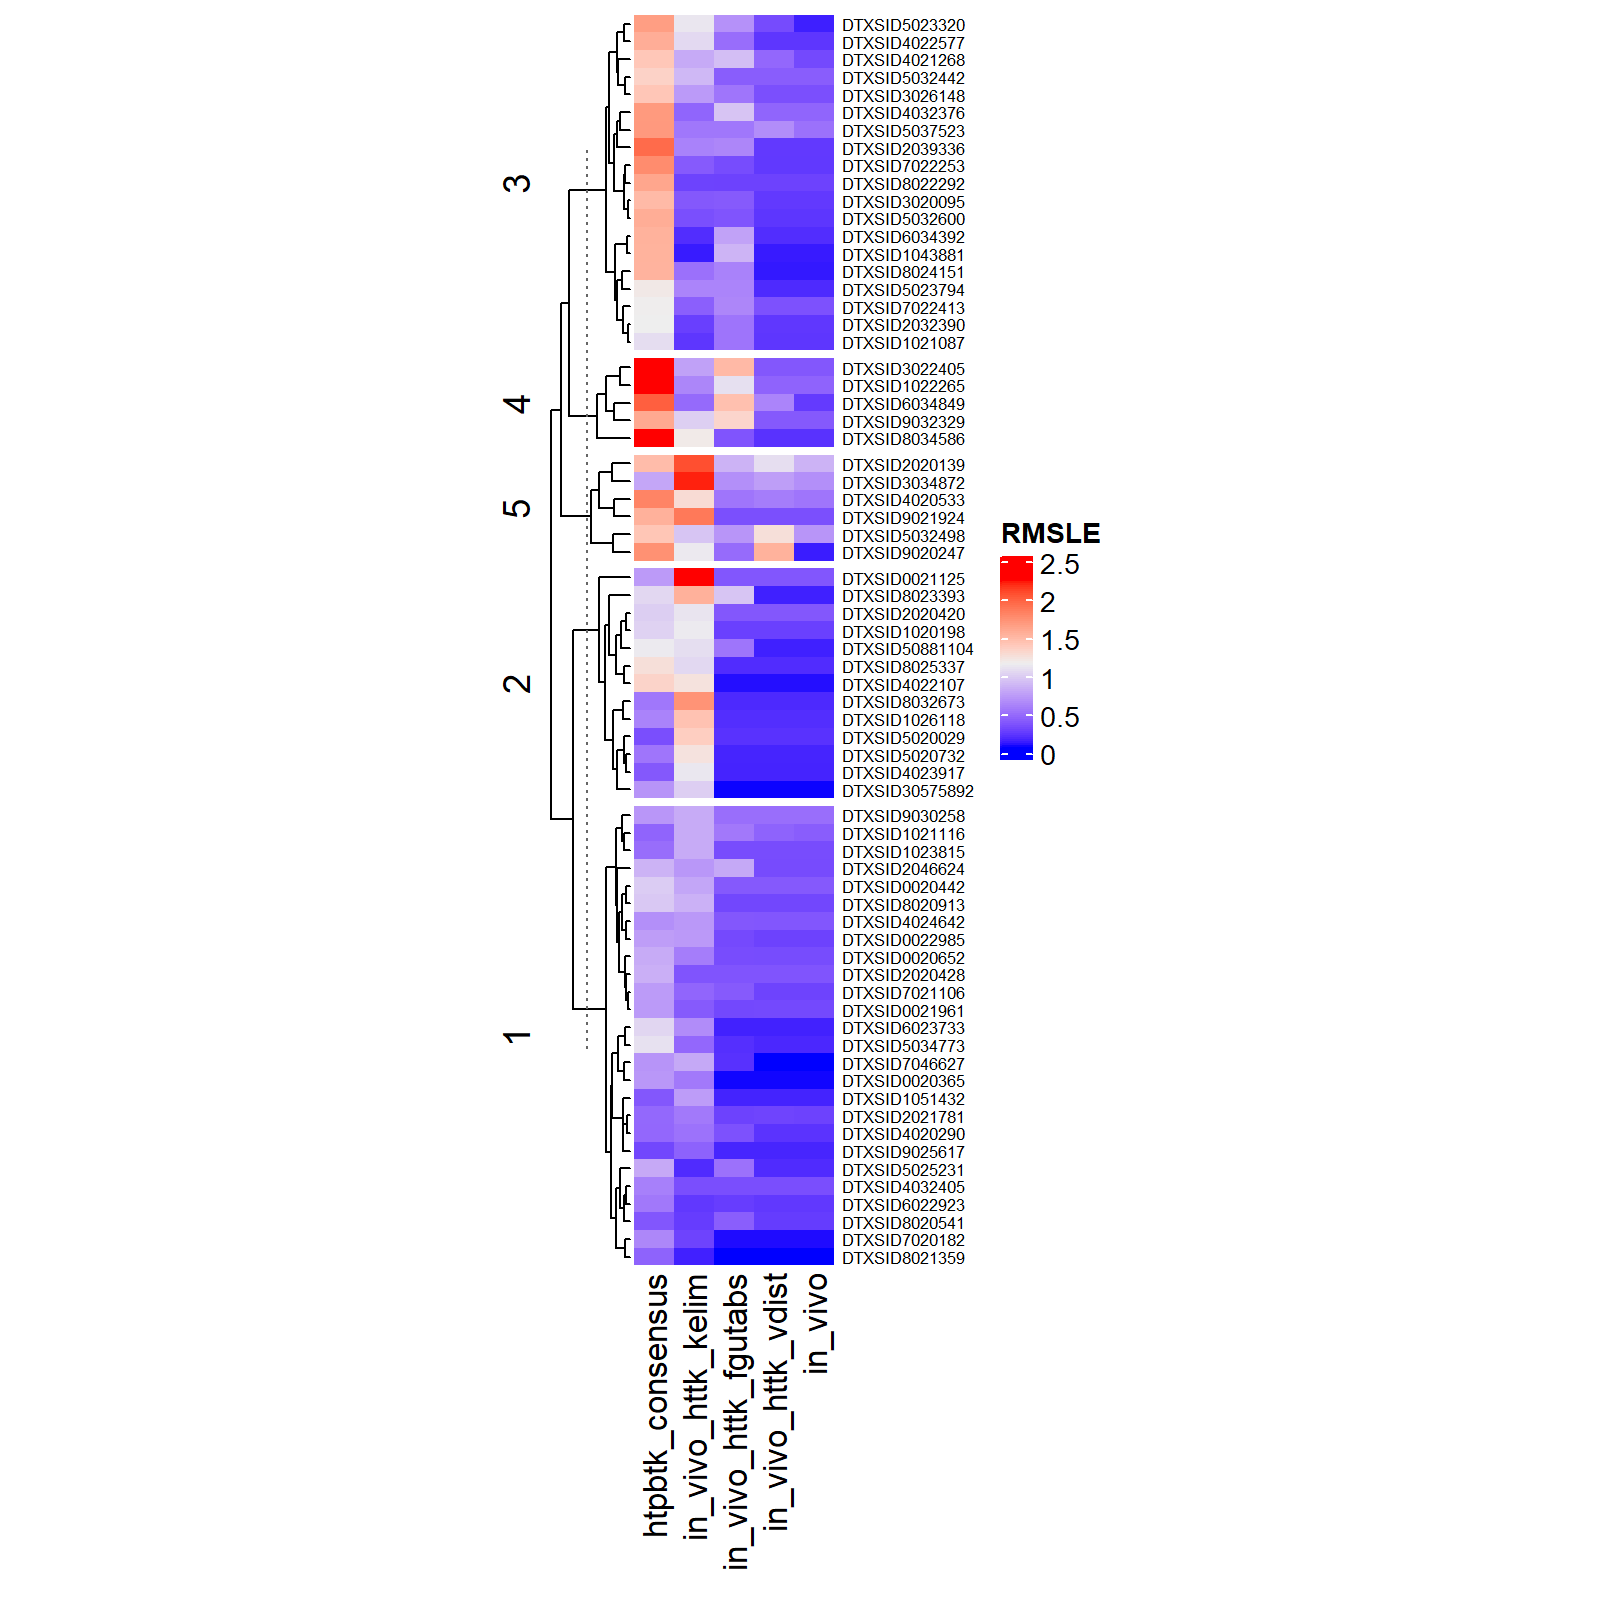 3
DTXSID5023320
DTXSID4022577
DTXSID4021268
DTXSID5032442
DTXSID3026148
DTXSID4032376
DTXSID5037523
DTXSID2039336
DTXSID7022253
DTXSID8022292
DTXSID3020095
DTXSID5032600
DTXSID6034392
DTXSID1043881
DTXSID8024151
DTXSID5023794
DTXSID7022413
DTXSID2032390
DTXSID1021087
4
DTXSID3022405
DTXSID1022265
DTXSID6034849
DTXSID9032329
DTXSID8034586
5
DTXSID2020139
DTXSID3034872
DTXSID4020533
DTXSID9021924
DTXSID5032498
DTXSID9020247
2
DTXSID0021125
DTXSID8023393
DTXSID2020420
DTXSID1020198
DTXSID50881104
DTXSID8025337
DTXSID4022107
DTXSID8032673
DTXSID1026118
DTXSID5020029
DTXSID5020732
DTXSID4023917
DTXSID30575892
1
DTXSID9030258
DTXSID1021116
DTXSID1023815
DTXSID2046624
DTXSID0020442
DTXSID8020913
DTXSID4024642
DTXSID0022985
DTXSID0020652
DTXSID2020428
DTXSID7021106
DTXSID0021961
DTXSID6023733
DTXSID5034773
DTXSID7046627
DTXSID0020365
DTXSID1051432
DTXSID2021781
DTXSID4020290
DTXSID9025617
DTXSID5025231
DTXSID4032405
DTXSID6022923
DTXSID8020541
DTXSID7020182
DTXSID8021359
htpbtk_consensus
in_vivo_httk_kelim
in_vivo_httk_fgutabs
in_vivo_httk_vdist
in_vivo
RMSLE
2.5
2
1.5
1
0.5
0